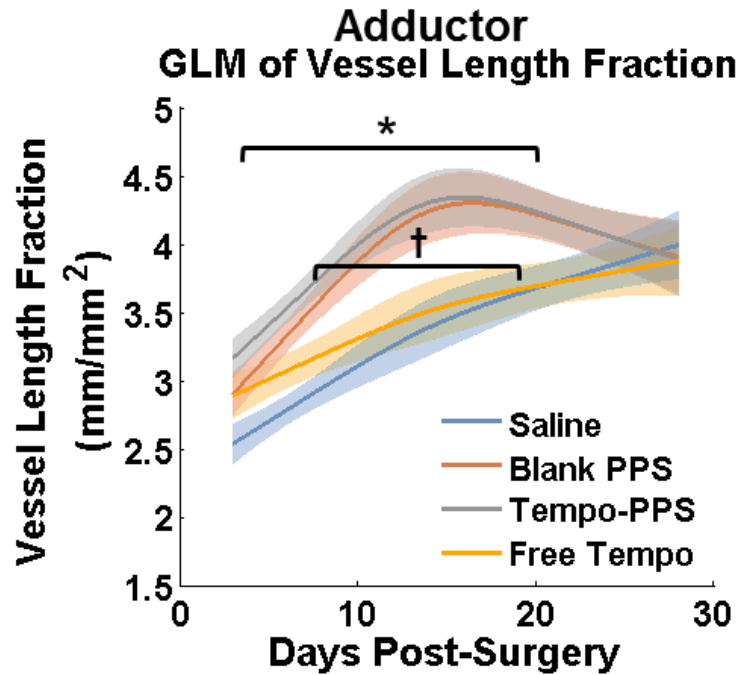 Adductor
GLM of Vessel Length Fraction
Vessel Length Fraction
(mm/mm²)
5
4.5
4
3.5
3
2.5
2
1.5
*
†
Saline
Blank PPS
Tempo-PPS
Free Tempo
0 10 20 30
Days Post-Surgery